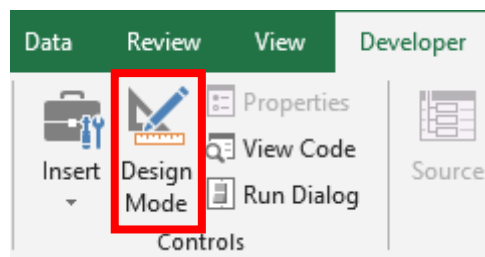 Data Review View Developer
Properties
View Code
Insert Design Mode Run Dialog Source
Controls